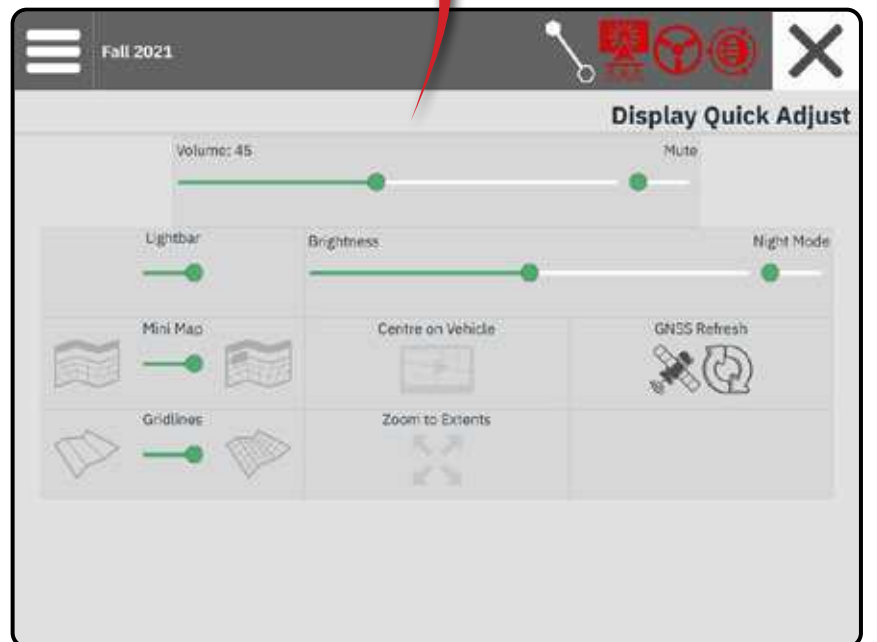 Fall 2021
Display Quick Adjust
Volume: 45
Mute
Lightbar
Brightness
Night Mode
Mini Map
Centre on Vehicle
GNSS Refresh
Gridlines
Zoom to Extents